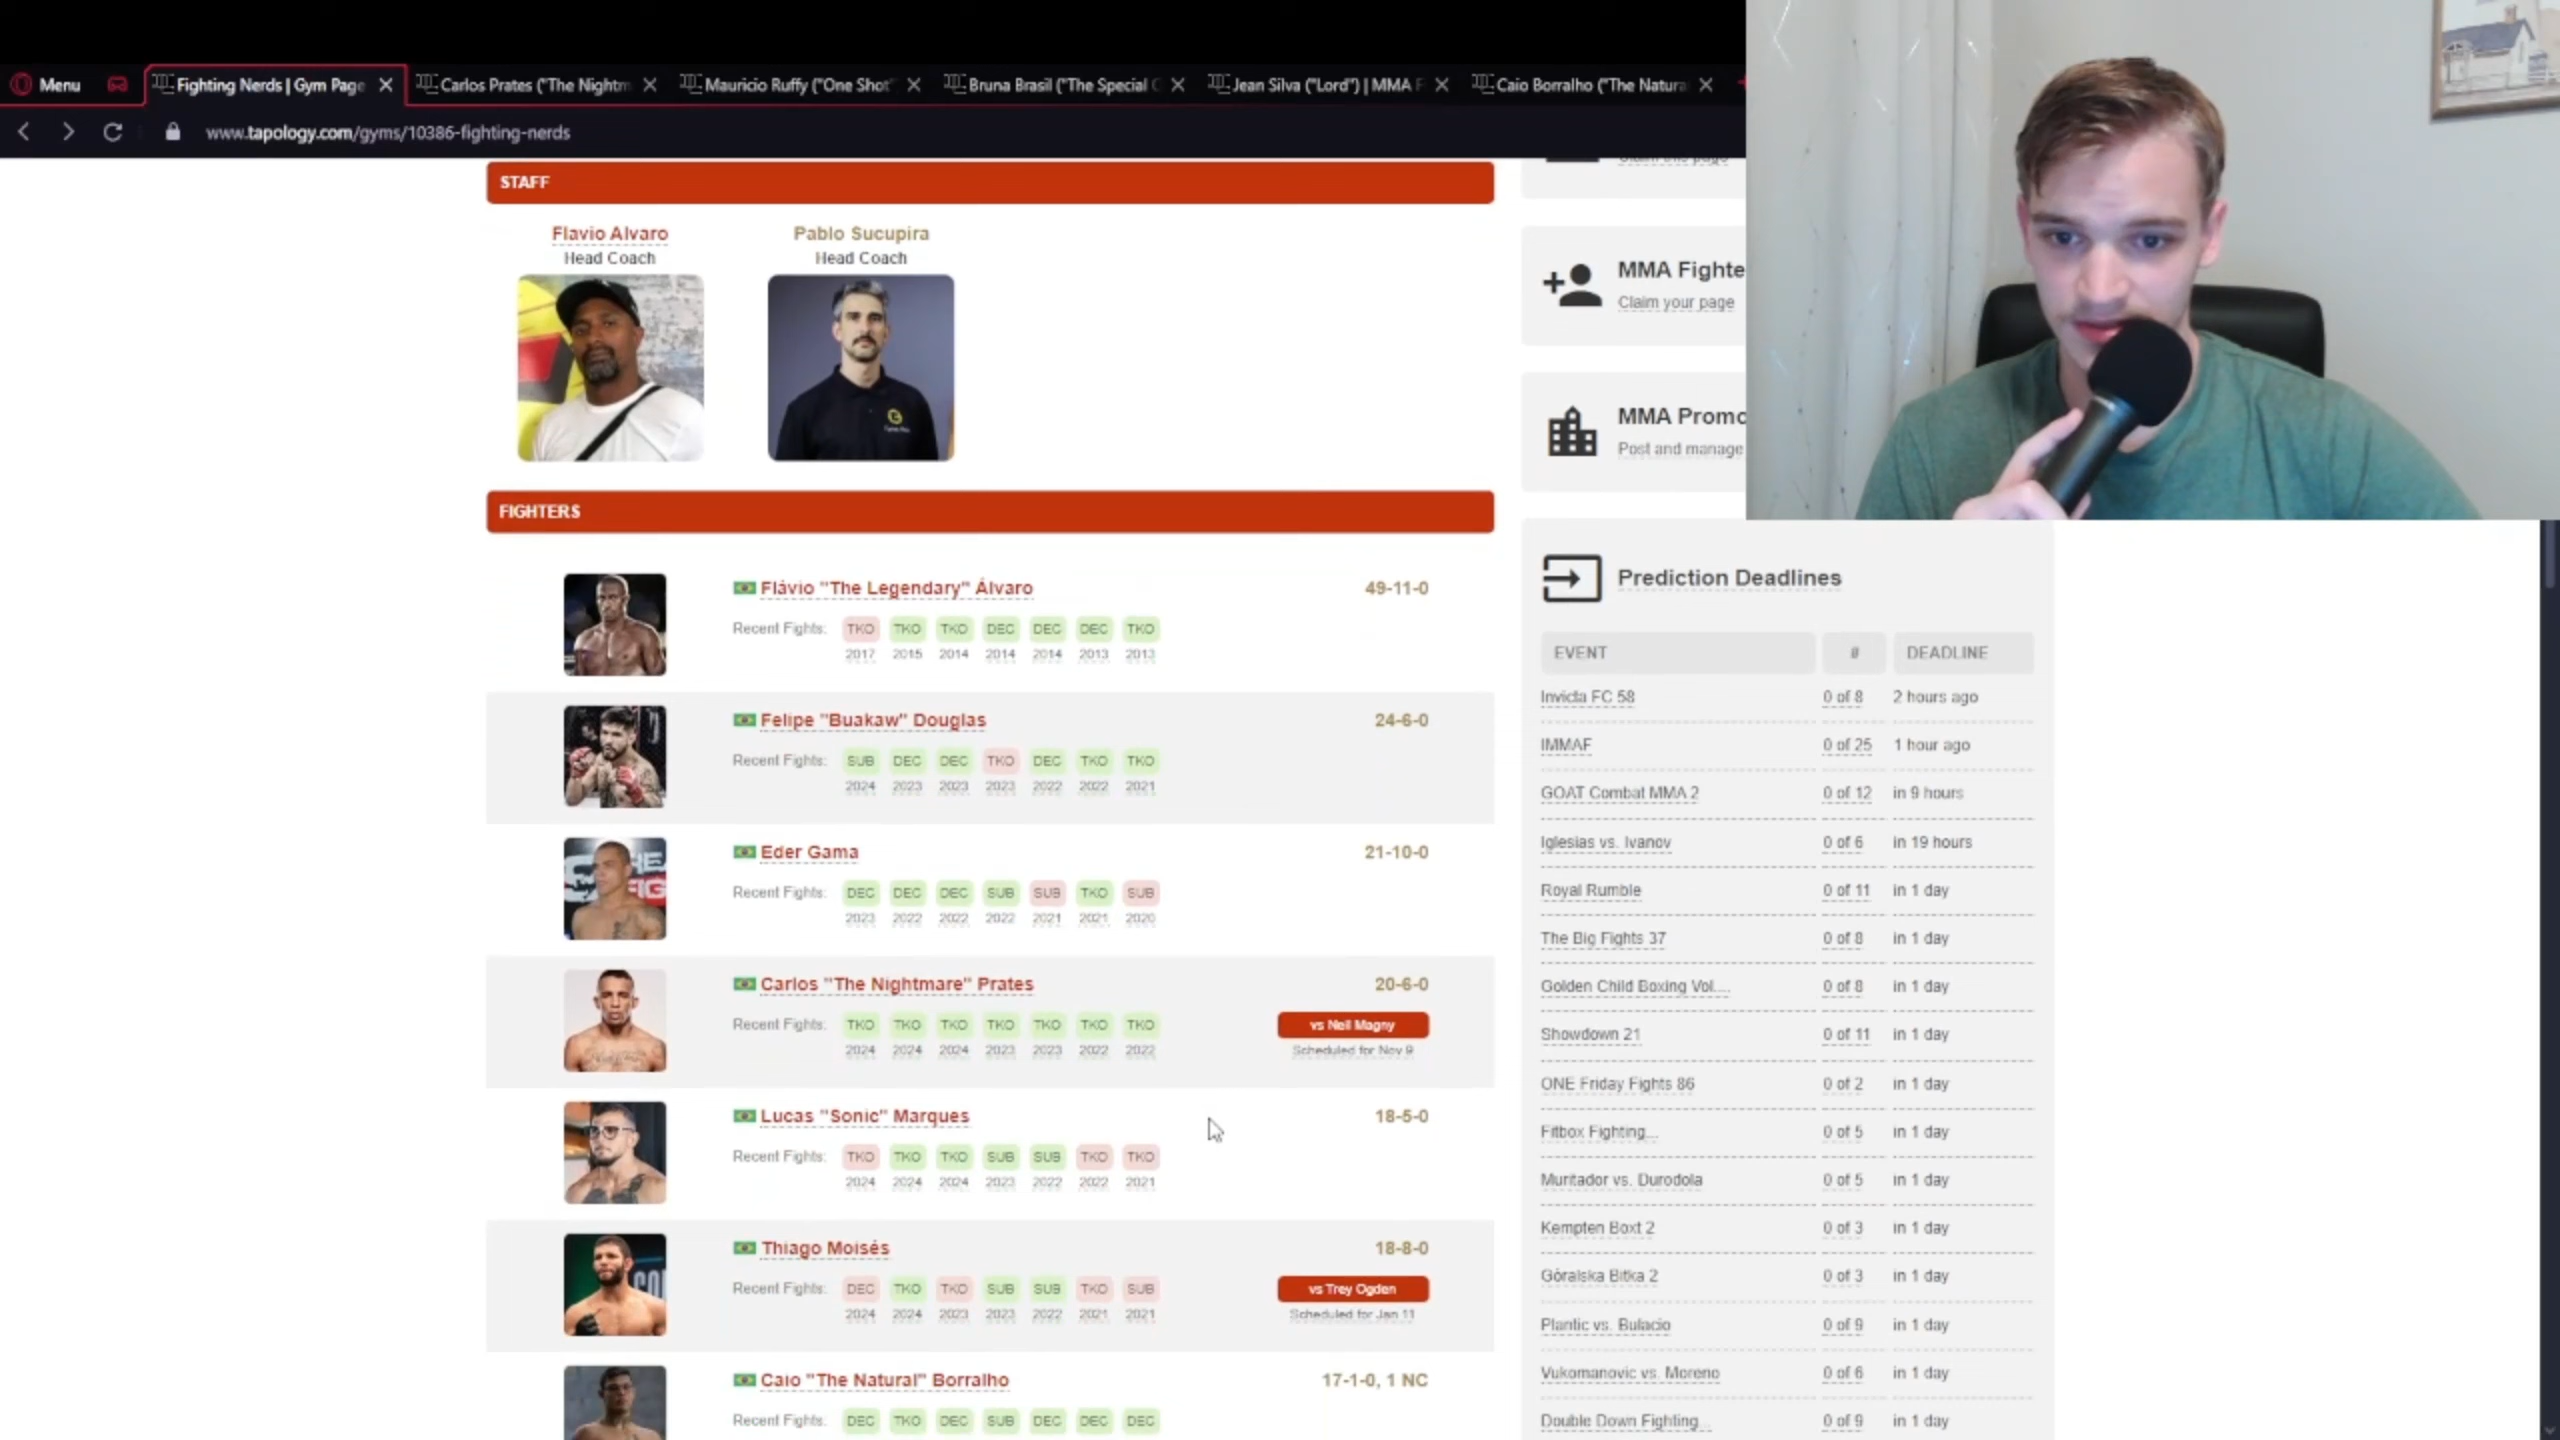 Menu
Fighting Nerds | Gym Page
Carlos Prates ("The Nightm
Mauricio Ruffy ("One Shot"
Bruna Brasil ("The Special
Jean Silva ("Lord") | MMA F
Caio Borralho ("The Natura
www.tapology.com/gyms/10386-fighting-nerds
STAFF
Flavio Alvaro
Head Coach
Pablo Sucupira
Head Coach
FIGHTERS
Flávio "The Legendary" Álvaro
49-11-0
Recent Fights: TKO TKO TKO DEC DEC DEC TKO
2017 2015 2014 2014 2014 2013 2013
Felipe "Buakaw" Douglas
24-6-0
Recent Fights: SUB DEC DEC TKO DEC TKO TKO
2024 2023 2023 2023 2022 2022 2021
Eder Gama
21-10-0
Recent Fights: DEC DEC DEC SUB SUB TKO SUB
2023 2022 2022 2022 2021 2021 2020
Carlos "The Nightmare" Prates
20-6-0
Recent Fights: TKO TKO TKO TKO TKO TKO TKO
2024 2024 2024 2023 2023 2022 2022
vs Neil Magny
Scheduled for Nov 9
Lucas "Sonic" Marques
18-5-0
Recent Fights: TKO TKO TKO SUB SUB TKO TKO
2024 2024 2024 2023 2022 2022 2021
Thiago Moisés
18-8-0
Recent Fights: DEC TKO TKO SUB SUB TKO SUB
2024 2024 2023 2023 2022 2021 2021
vs Trey Ogden
Scheduled for Jan 11
Caio "The Natural" Borralho
17-1-0, 1 NC
Recent Fights: DEC TKO DEC SUB DEC DEC DEC
Claim this page
MMA Fighte
Claim your page
MMA Promo
Post and manage
Prediction Deadlines
EVENT # DEADLINE
Invicta FC 58 0 of 8 2 hours ago
IMMAF 0 of 25 1 hour ago
GOAT Combat MMA 2 0 of 12 in 9 hours
Iglesias vs. Ivanov 0 of 6 in 19 hours
Royal Rumble 0 of 11 in 1 day
The Big Fights 37 0 of 8 in 1 day
Golden Child Boxing Vol.... 0 of 8 in 1 day
Showdown 21 0 of 11 in 1 day
ONE Friday Fights 86 0 of 2 in 1 day
Fitbox Fighting... 0 of 5 in 1 day
Muritador vs. Durodola 0 of 5 in 1 day
Kempten Boxt 2 0 of 3 in 1 day
Góralska Bitka 2 0 of 3 in 1 day
Plantic vs. Bulacio 0 of 9 in 1 day
Vukomanovic vs. Moreno 0 of 6 in 1 day
Double Down Fighting... 0 of 9 in 1 day